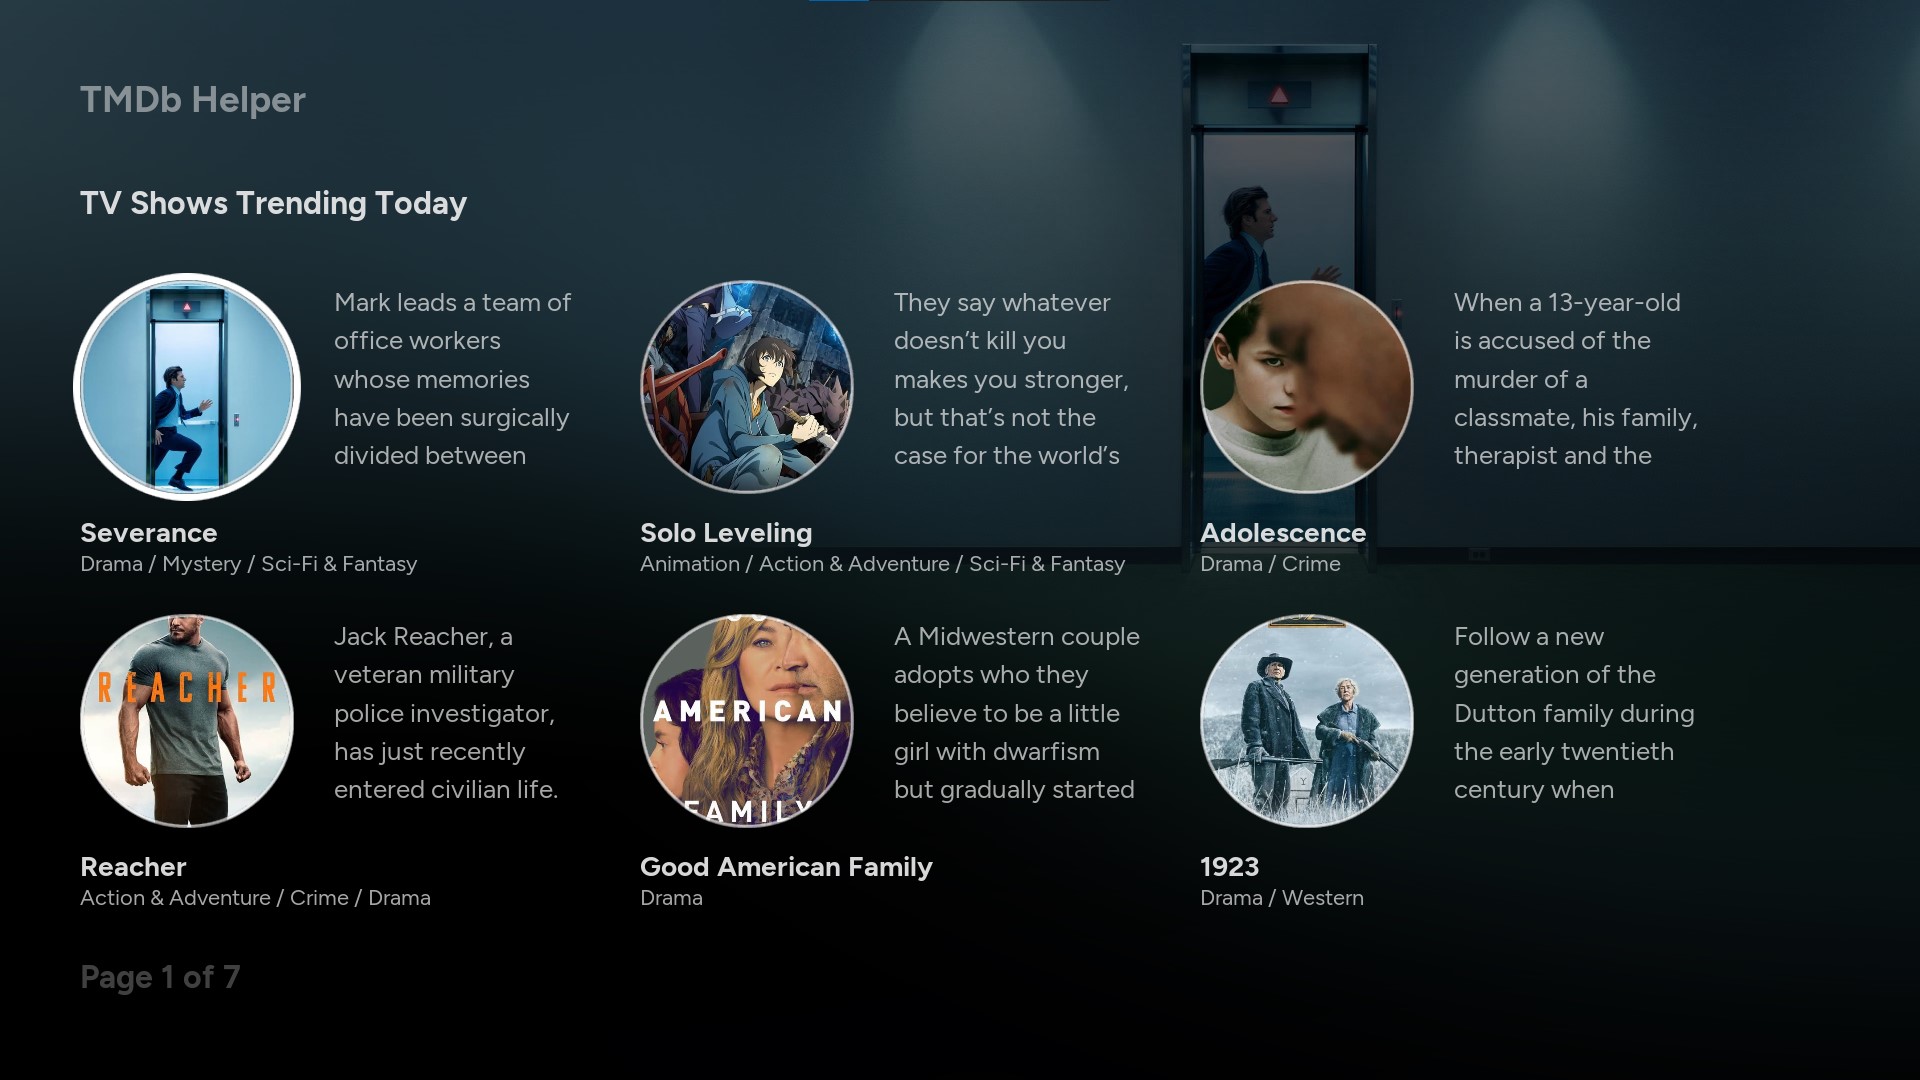 TMDb Helper
TV Shows Trending Today
Mark leads a team of
office workers
whose memories
have been surgically
divided between
Severance
Drama / Mystery / Sci-Fi & Fantasy
They say whatever
doesn’t kill you
makes you stronger,
but that’s not the
case for the world’s
Solo Leveling
Animation / Action & Adventure / Sci-Fi & Fantasy
When a 13-year-old
is accused of the
murder of a
classmate, his family,
therapist and the
Adolescence
Drama / Crime
REACHER
Jack Reacher, a
veteran military
police investigator,
has just recently
entered civilian life.
Reacher
Action & Adventure / Crime / Drama
AMERICAN
FAMILY
A Midwestern couple
adopts who they
believe to be a little
girl with dwarfism
but gradually started
Good American Family
Drama
Follow a new
generation of the
Dutton family during
the early twentieth
century when
1923
Drama / Western
Page 1 of 7